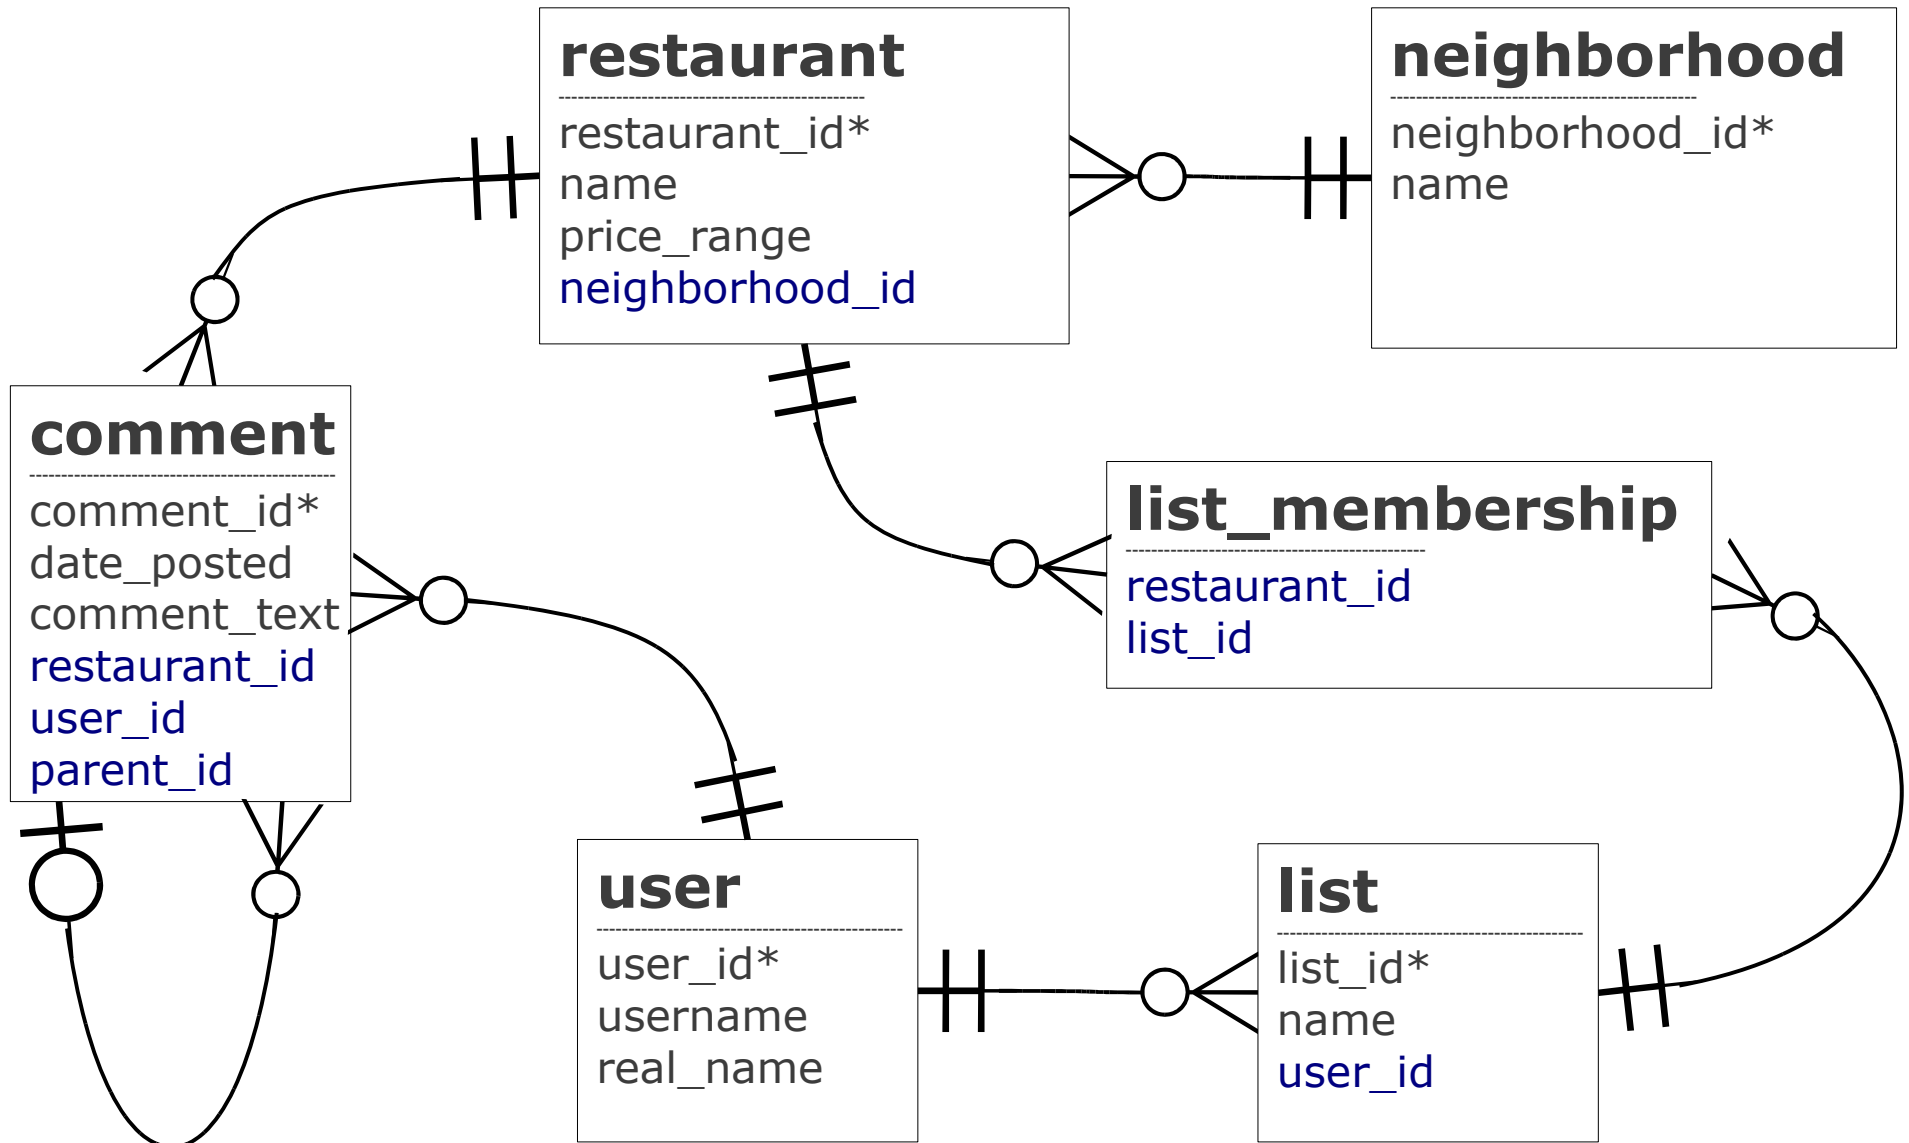 restaurant
restaurant_id*
name
price_range
neighborhood_id
neighborhood
neighborhood_id*
name
comment
comment_id*
date_posted
comment_text
restaurant_id
user_id
parent_id
list_membership
restaurant_id
list_id
user
user_id*
username
real_name
list
list_id*
name
user_id